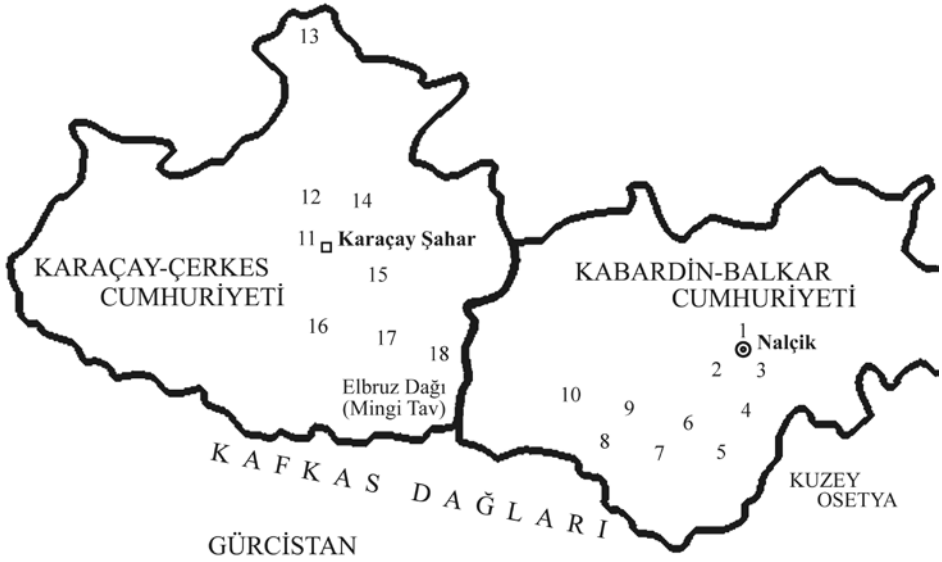 13
12
14
11
Karaçay Şahar
KARAÇAY-ÇERKES
CUMHURİYETİ
15
KABARDİN-BALKAR
CUMHURİYETİ
16
17
18
1
Nalçik
2
3
Elbruz Dağı
(Mingi Tav)
10
9
4
6
8
7
5
KAFKAS DAĞLARI
KUZEY
OSETYA
GÜRCİSTAN